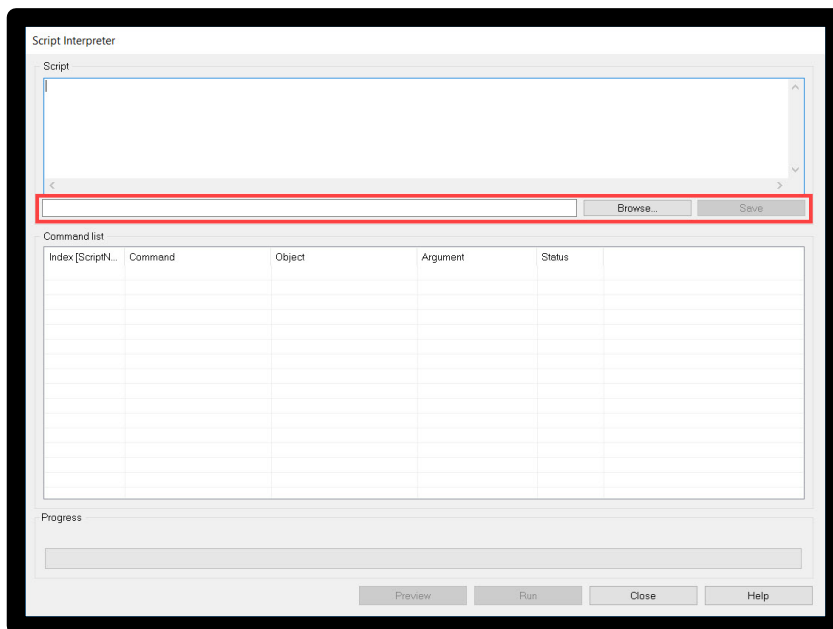 Script Interpreter
Script
Browse... Save
Command list
Index [ScriptN... Command Object Argument Status
Progress
Preview Run Close Help